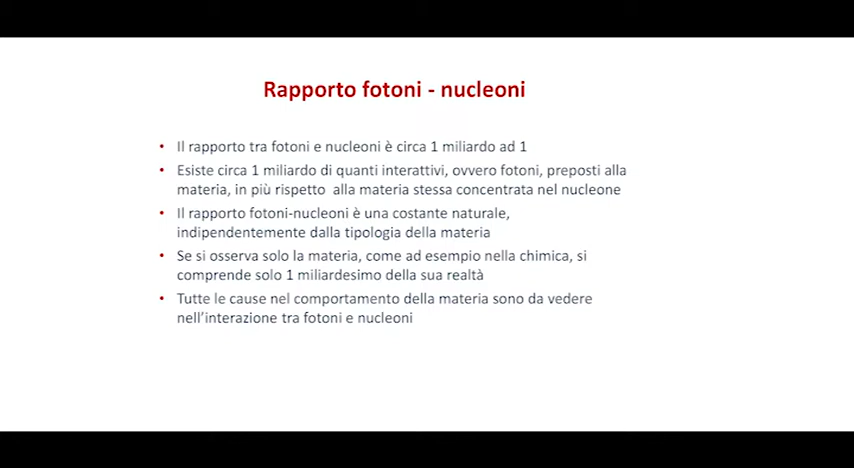 Rapporto fotoni - nucleoni
• Il rapporto tra fotoni e nucleoni è circa 1 miliardo ad 1
• Esiste circa 1 miliardo di quanti interattivi, ovvero fotoni, preposti alla
materia, in più rispetto alla materia stessa concentrata nel nucleone
• Il rapporto fotoni-nucleoni è una costante naturale,
indipendentemente dalla tipologia della materia
• Se si osserva solo la materia, come ad esempio nella chimica, si
comprende solo 1 miliardesimo della sua realtà
• Tutte le cause nel comportamento della materia sono da vedere
nell'interazione tra fotoni e nucleoni